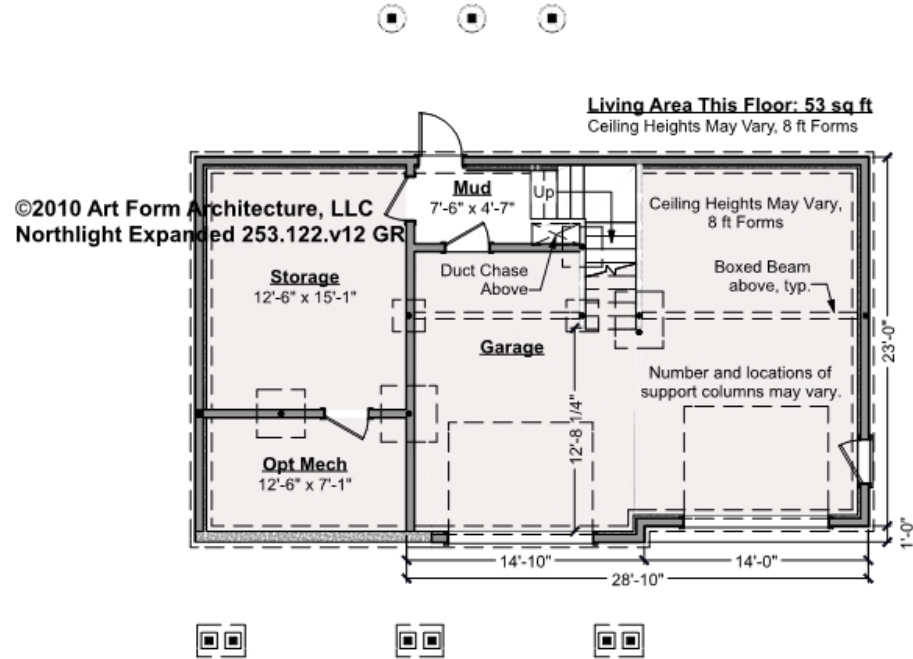 Living Area This Floor: 53 sq ft
Ceiling Heights May Vary, 8 ft Forms
Mud
7'-6" x 4'-7"
Up
Ceiling Heights May Vary,
8 ft Forms
©2010 Art Form Architecture, LLC
Northlight Expanded 253.122.v12 GR
Storage
12'-6" x 15'-1"
Duct Chase
Above
Boxed Beam
above, typ.
Garage
23'-0"
Number and locations of
support columns may vary.
12'-8 1/4"
Opt Mech
12'-6" x 7'-1"
1'-0"
14'-10"
14'-0"
28'-10"